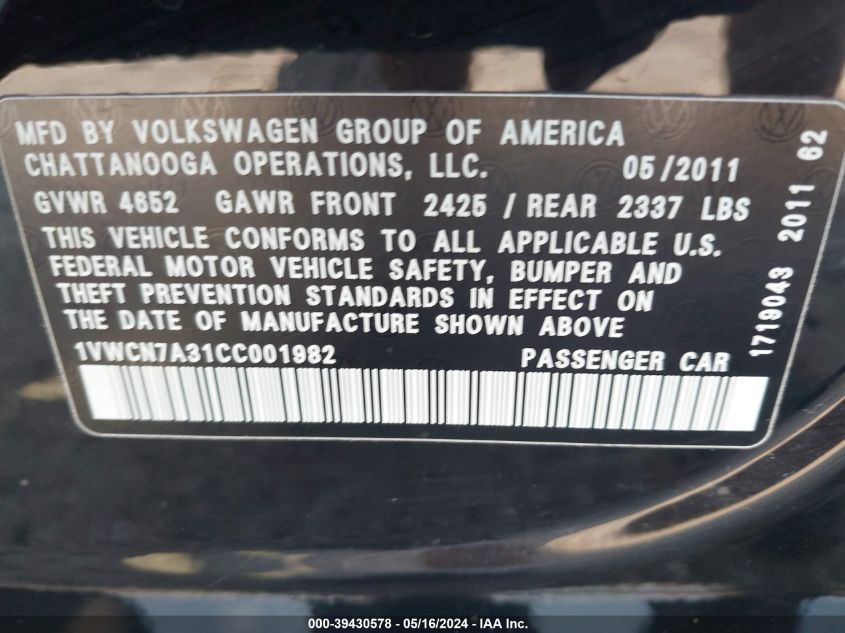 MFD BY VOLKSWAGEN GROUP OF AMERICA
CHATTANOOGA OPERATIONS, LLC. 05/2011
GVWR 4652 GAWR FRONT 2425 / REAR 2337 LBS
THIS VEHICLE CONFORMS TO ALL APPLICABLE U.S.
FEDERAL MOTOR VEHICLE SAFETY, BUMPER AND
THEFT PREVENTION STANDARDS IN EFFECT ON
THE DATE OF MANUFACTURE SHOWN ABOVE
1VWCN7A31CC001982 PASSENGER CAR
1719043 2011 62
000-39430578 - 05/16/2024 - IAA Inc.